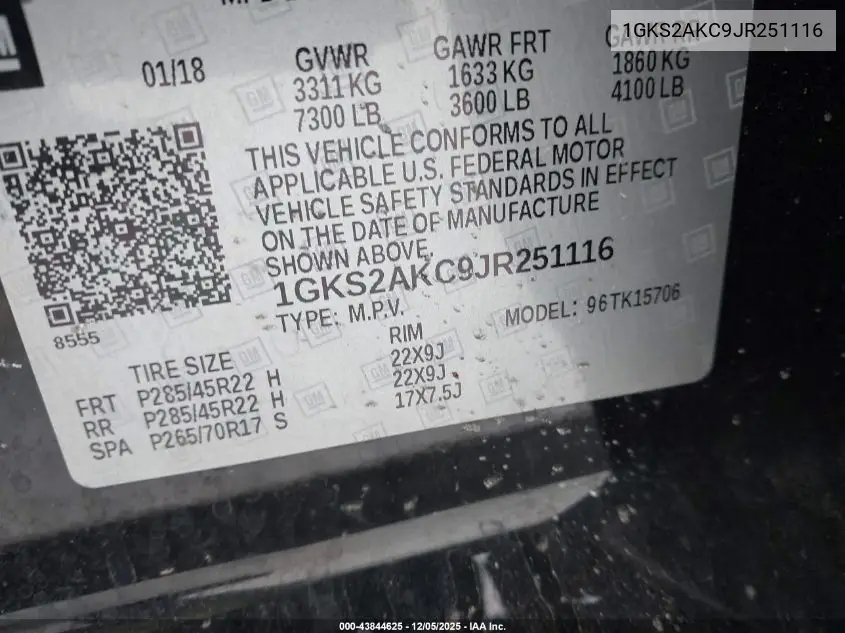 1GKS2AKC9JR251116
01/18
GVWR
3311 KG
7300 LB
GAWR FRT
1633 KG
3600 LB
GAWR RR
1860 KG
4100 LB
THIS VEHICLE CONFORMS TO ALL
APPLICABLE U.S. FEDERAL MOTOR
VEHICLE SAFETY STANDARDS IN EFFECT
ON THE DATE OF MANUFACTURE
SHOWN ABOVE.
1GKS2AKC9JR251116
TYPE: M.P.V.
MODEL: 96TK15706
8555
TIRE SIZE RIM
FRT P285/45R22 H 22X9J
RR P285/45R22 H 22X9J
SPA P265/70R17 S 17X7.5J
GM
000-43844625 - 12/05/2025 - IAA Inc.